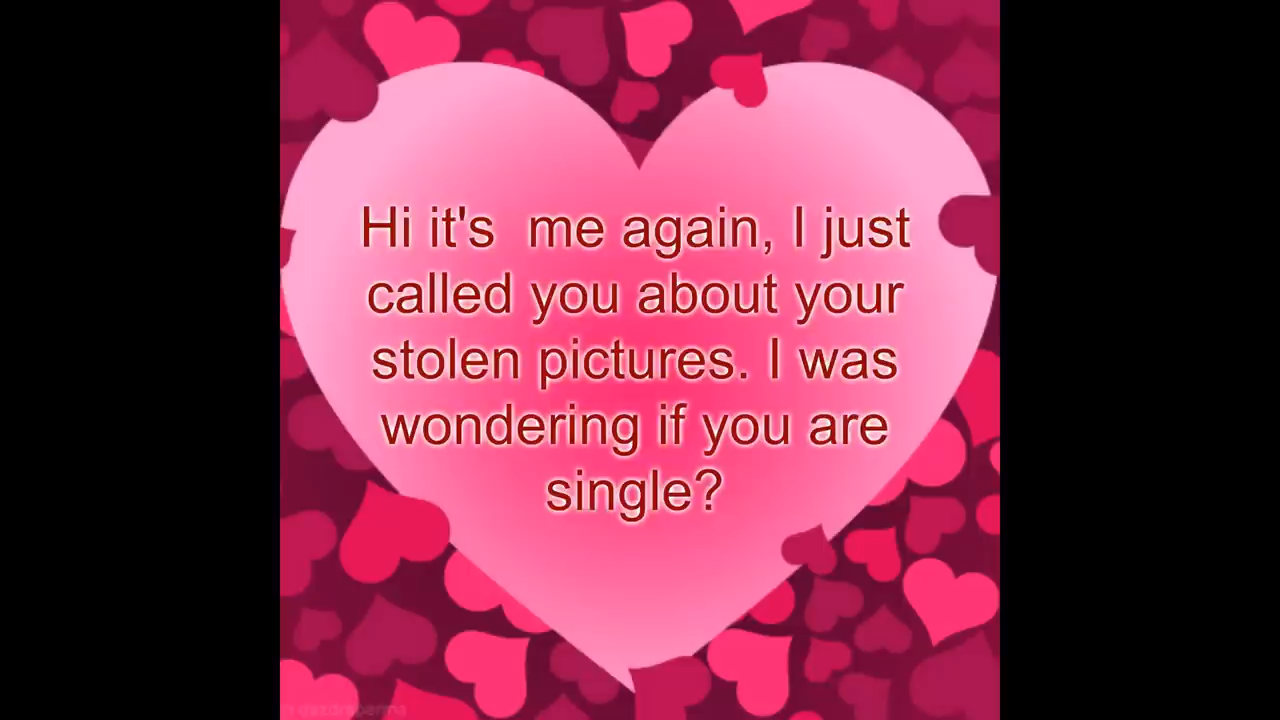 Hi it's  me again, I just
called you about your
stolen pictures. I was
wondering if you are
single?